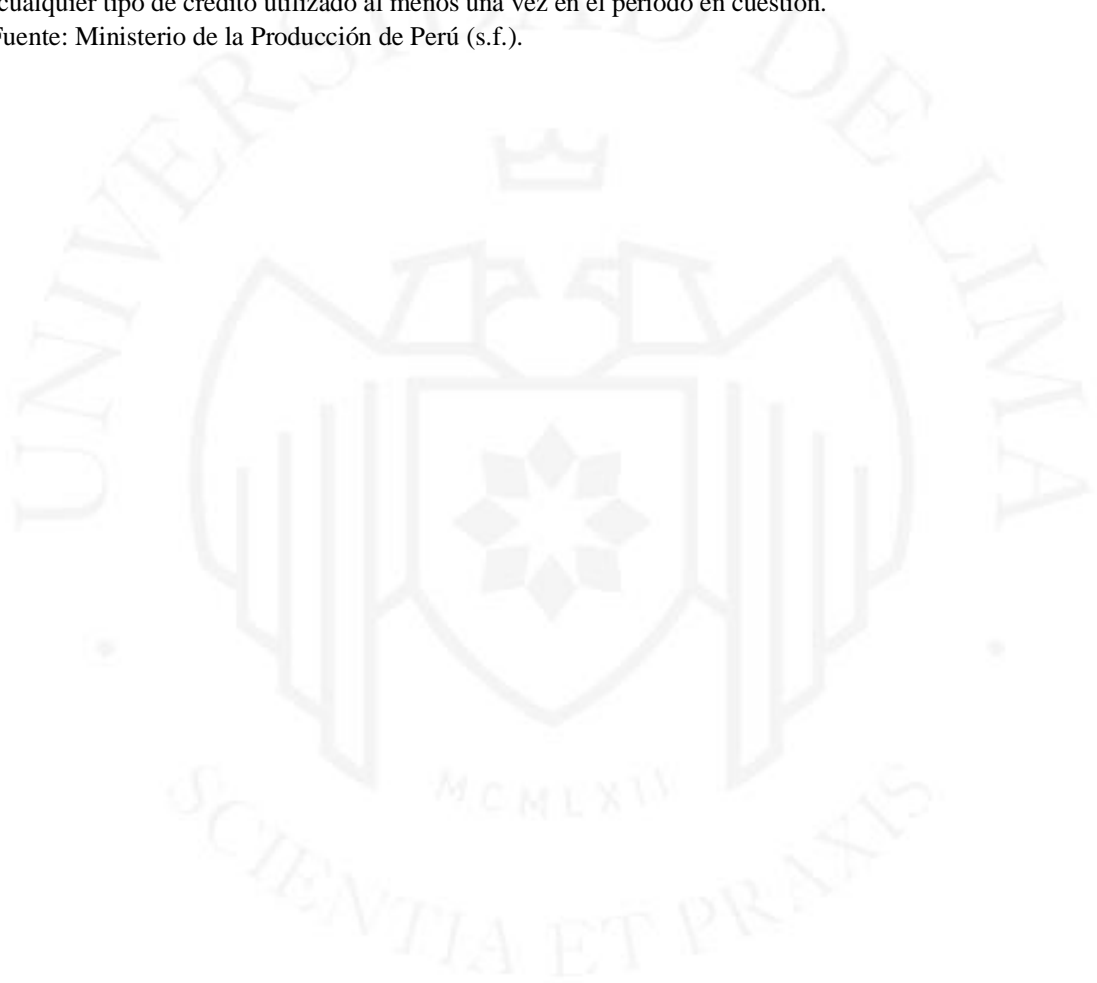 cualquier tipo de crédito utilizado al menos una vez en el periodo en cuestión.
Fuente: Ministerio de la Producción de Perú (s.f.).
UNIVERSIDAD DE LIMA
MCMLXII
SCIENTIA ET PRAXIS